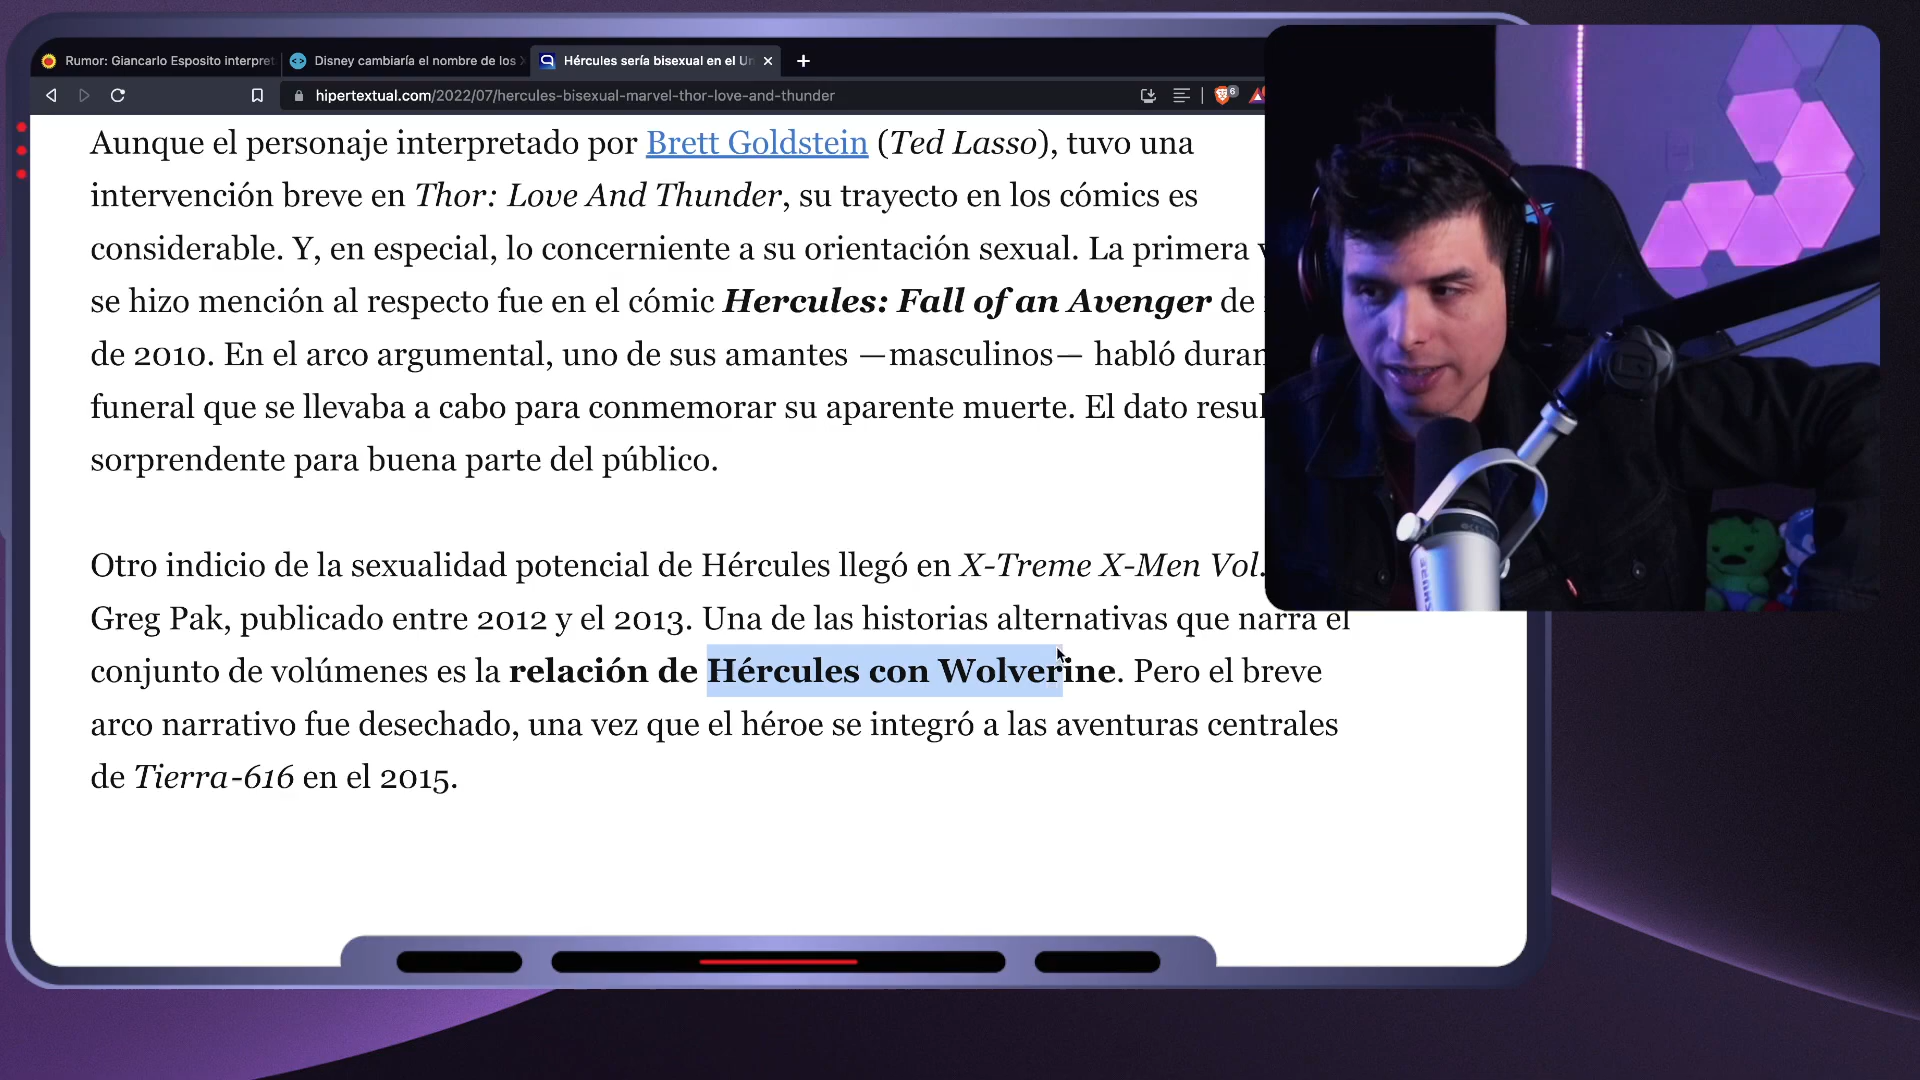 Rumor: Giancarlo Esposito interpret
Disney cambiaría el nombre de los X
Hércules sería bisexual en el Un
hipertextual.com/2022/07/hercules-bisexual-marvel-thor-love-and-thunder
6
Aunque el personaje interpretado por Brett Goldstein (Ted Lasso), tuvo una
intervención breve en Thor: Love And Thunder, su trayecto en los cómics es
considerable. Y, en especial, lo concerniente a su orientación sexual. La primera
se hizo mención al respecto fue en el cómic Hercules: Fall of an Avenger de
de 2010. En el arco argumental, uno de sus amantes —masculinos— habló duran
funeral que se llevaba a cabo para conmemorar su aparente muerte. El dato resul
sorprendente para buena parte del público.
Otro indicio de la sexualidad potencial de Hércules llegó en X-Treme X-Men Vol.
Greg Pak, publicado entre 2012 y el 2013. Una de las historias alternativas que narra el
conjunto de volúmenes es la relación de Hércules con Wolverine. Pero el breve
arco narrativo fue desechado, una vez que el héroe se integró a las aventuras centrales
de Tierra-616 en el 2015.